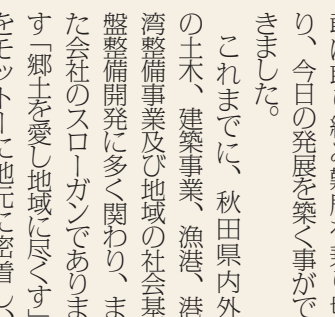 り、今日の発展を築く事がで
きました。
これまでに、秋田県内外
の土木、建築事業、漁港、港
湾整備事業及び地域の社会基
盤整備開発に多く関わり、ま
た会社のスローガンでありま
す「郷土を愛し地域に尽くす」
をモットーに地元に密着し、